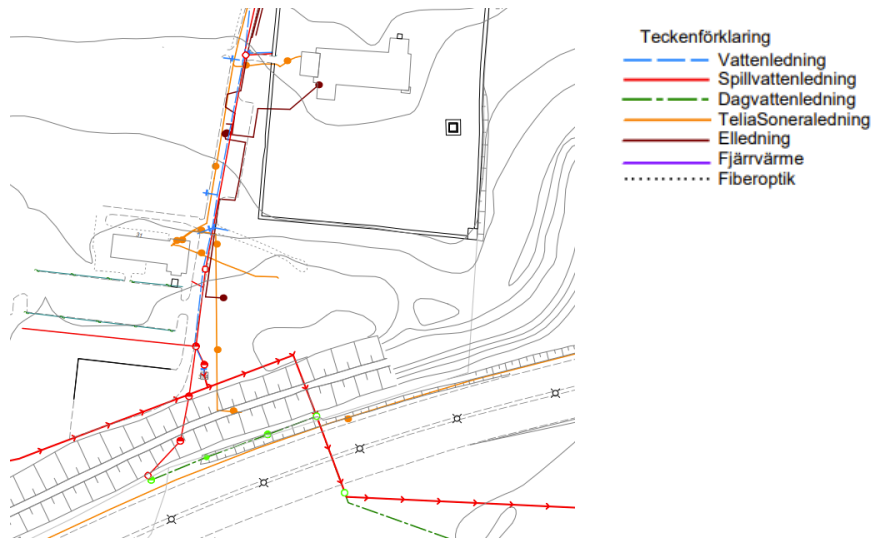 Teckenförklaring
Vattenledning
Spillvattenledning
Dagvattenledning
TeliaSoneraledning
Elledning
Fjärrvärme
Fiberoptik